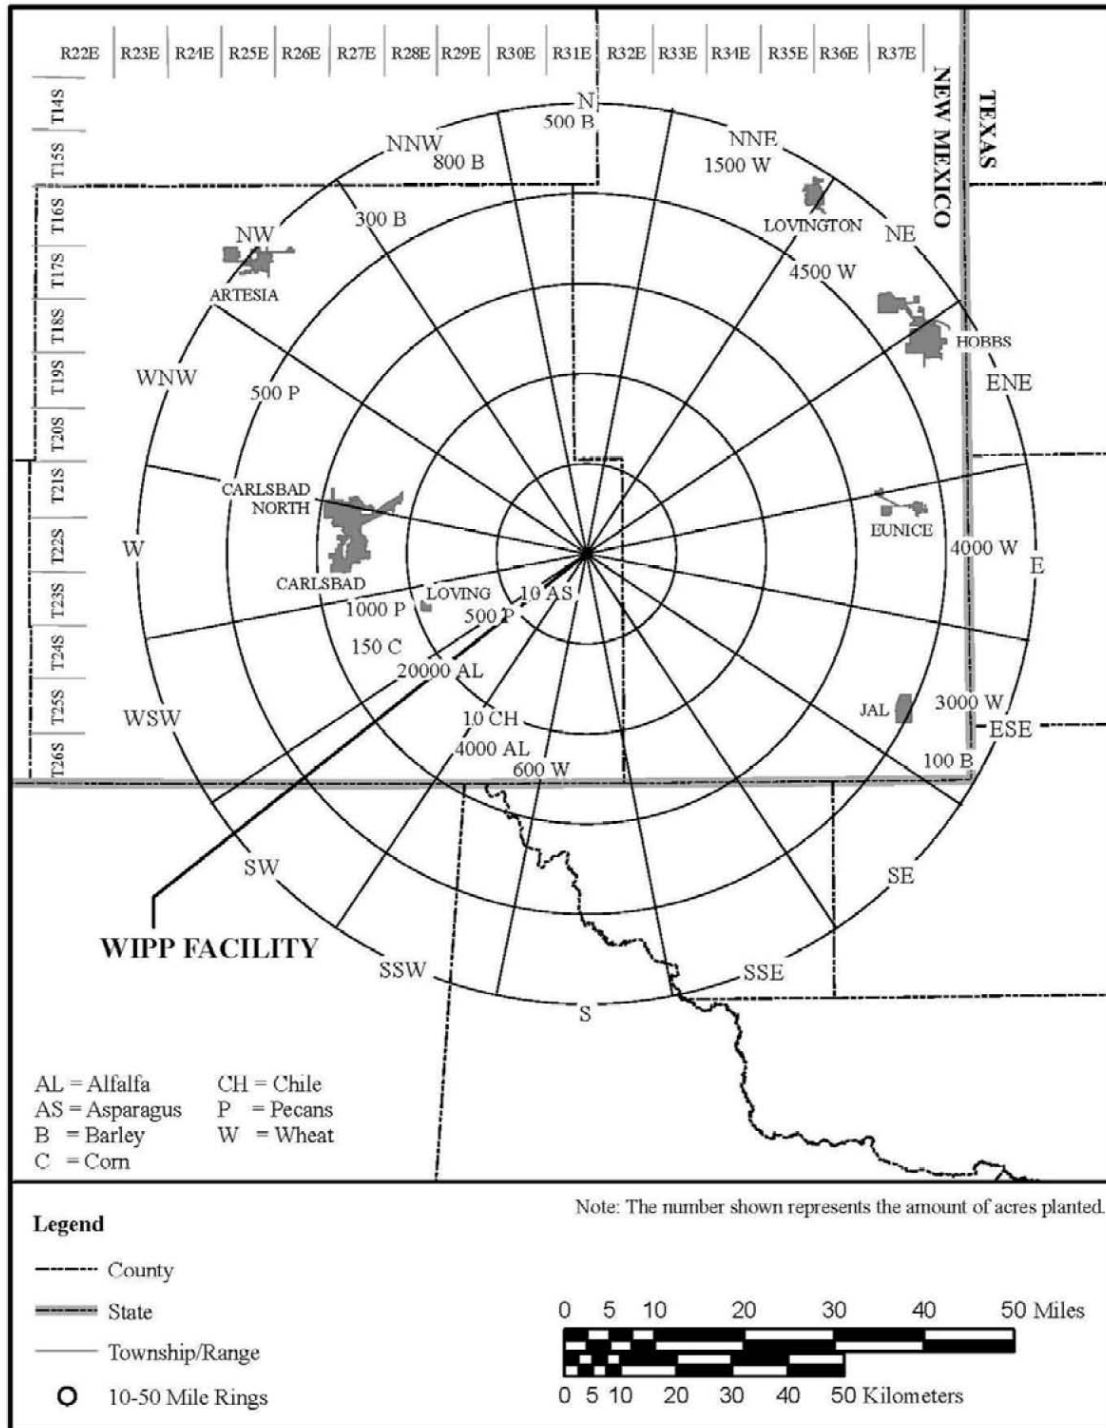 R22E R23E R24E R25E R26E R27E R28E R29E R30E R31E R32E R33E R34E R35E R36E R37E
T14S
T15S
T16S
T17S
T18S
T19S
T20S
T21S
T22S
T23S
T24S
T25S
T26S
NEW MEXICO
TEXAS
N
500 B
NNW
800 B
NNE
1500 W
300 B
LOVINGTON
NW
NE
4500 W
ARTESIA
HOBBS
WNW
ENE
500 P
CARLSBAD
NORTH
EUNICE
W
4000 W
E
CARLSBAD
LOVING
10 AS
1000 P
500 P
150 C
20000 AL
WSW
10 CH
JAL
3000 W
ESE
4000 AL
600 W
100 B
SW
SE
WIPP FACILITY
SSW
SSE
S
AL = Alfalfa
AS = Asparagus
B = Barley
C = Corn
CH = Chile
P = Pecans
W = Wheat
Note: The number shown represents the amount of acres planted.
Legend
County
State
Township/Range
10-50 Mile Rings
0 5 10 20 30 40 50 Miles
0 5 10 20 30 40 50 Kilometers